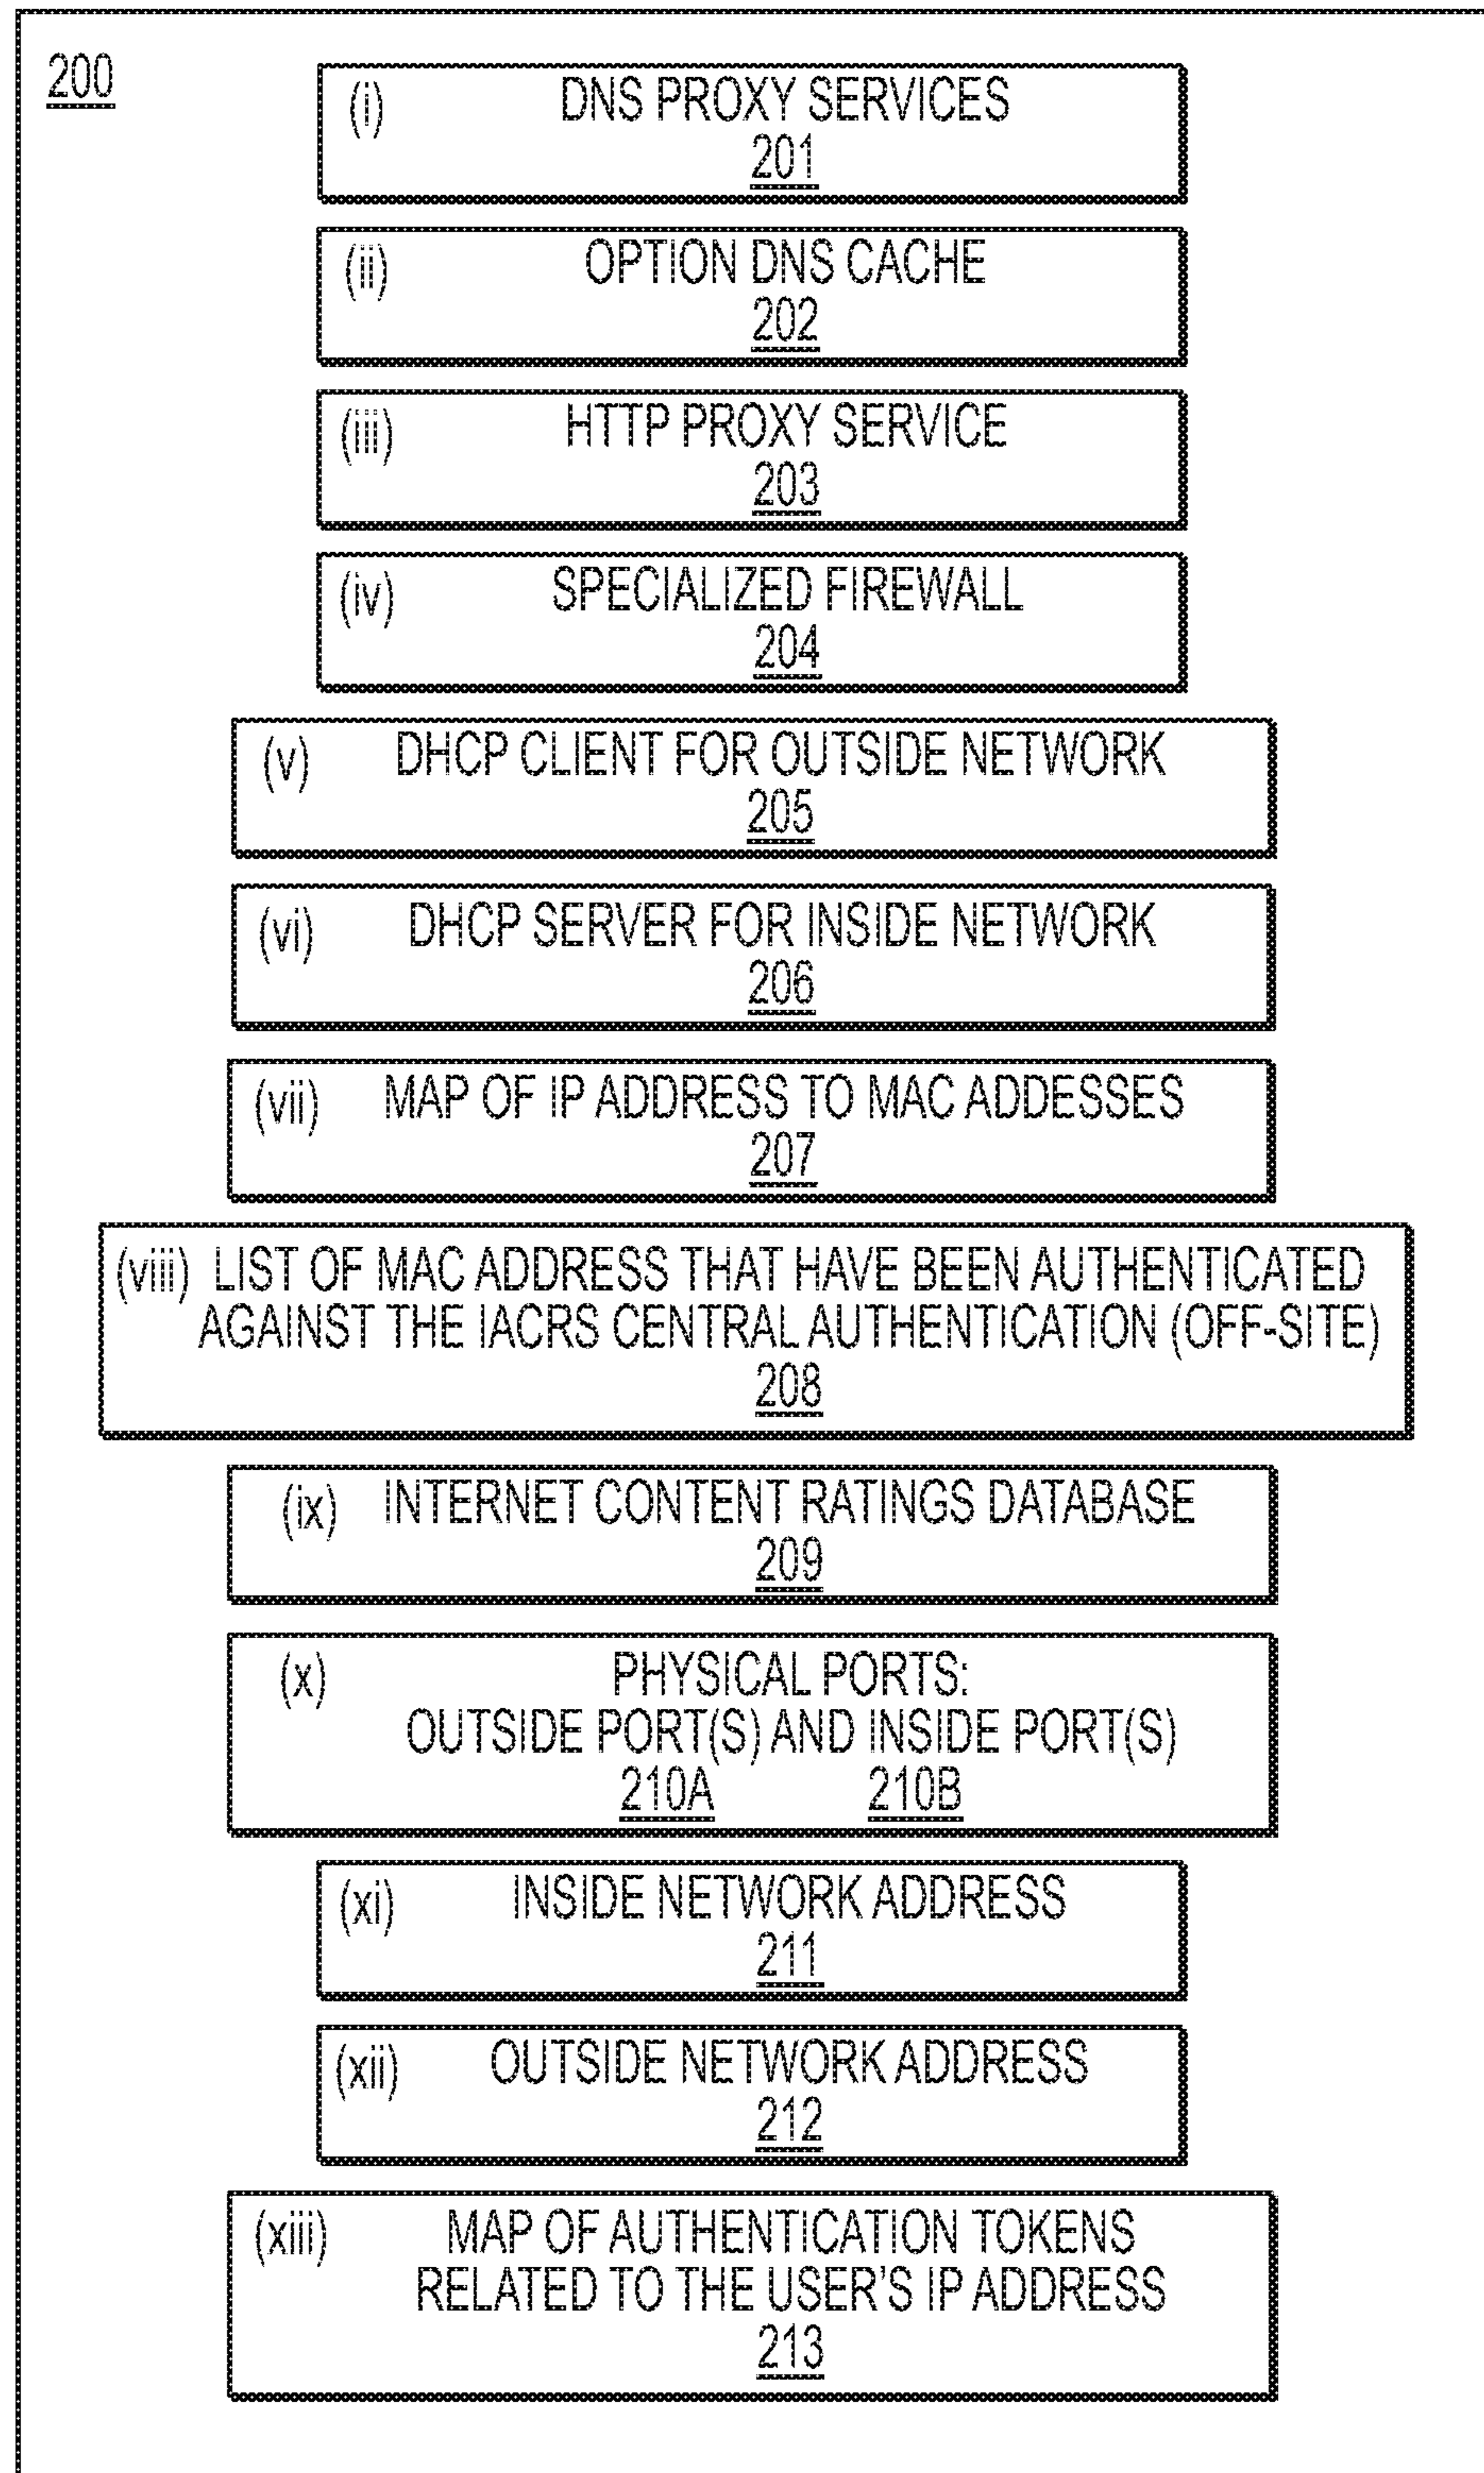 200
(i) DNS PROXY SERVICES
201
(ii) OPTION DNS CACHE
202
(iii) HTTP PROXY SERVICE
203
(iv) SPECIALIZED FIREWALL
204
(v) DHCP CLIENT FOR OUTSIDE NETWORK
205
(vi) DHCP SERVER FOR INSIDE NETWORK
206
(vii) MAP OF IP ADDRESS TO MAC ADDESSES
207
(viii) LIST OF MAC ADDRESS THAT HAVE BEEN AUTHENTICATED
AGAINST THE IACRS CENTRAL AUTHENTICATION (OFF-SITE)
208
(ix) INTERNET CONTENT RATINGS DATABASE
209
(x) PHYSICAL PORTS:
OUTSIDE PORT(S) AND INSIDE PORT(S)
210A 210B
(xi) INSIDE NETWORK ADDRESS
211
(xii) OUTSIDE NETWORK ADDRESS
212
(xiii) MAP OF AUTHENTICATION TOKENS
RELATED TO THE USER'S IP ADDRESS
213